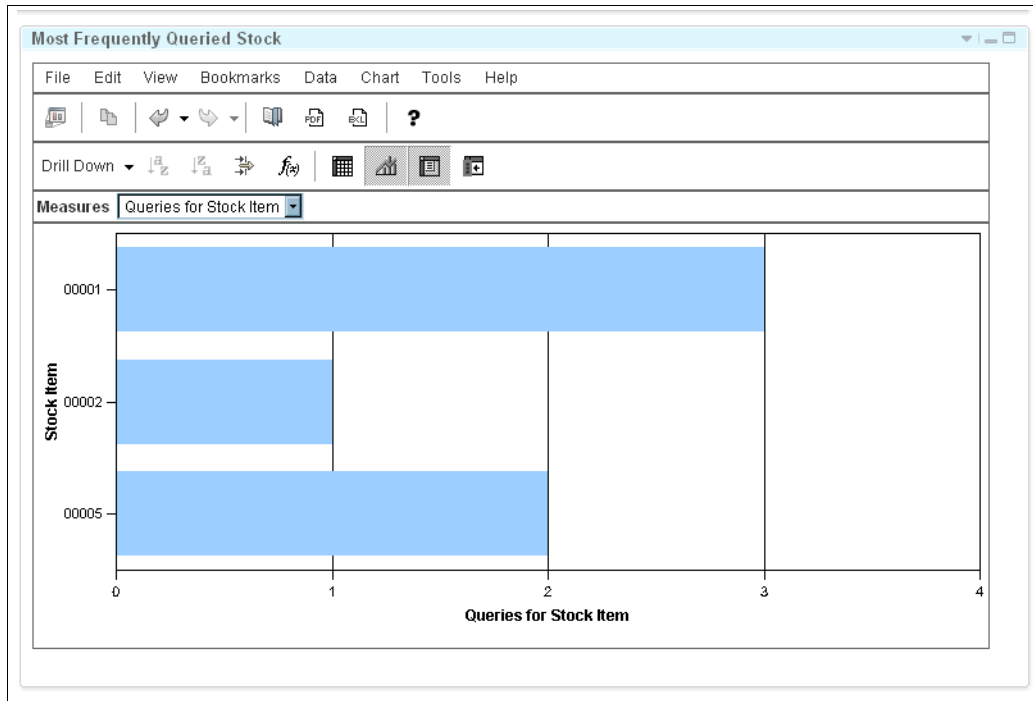 Most Frequently Queried Stock
File Edit View Bookmarks Data Chart Tools Help
PDF EXL ?
Drill Down a z z a f(x)
Measures Queries for Stock Item
00001
00002
00005
Stock Item
0 1 2 3 4
Queries for Stock Item